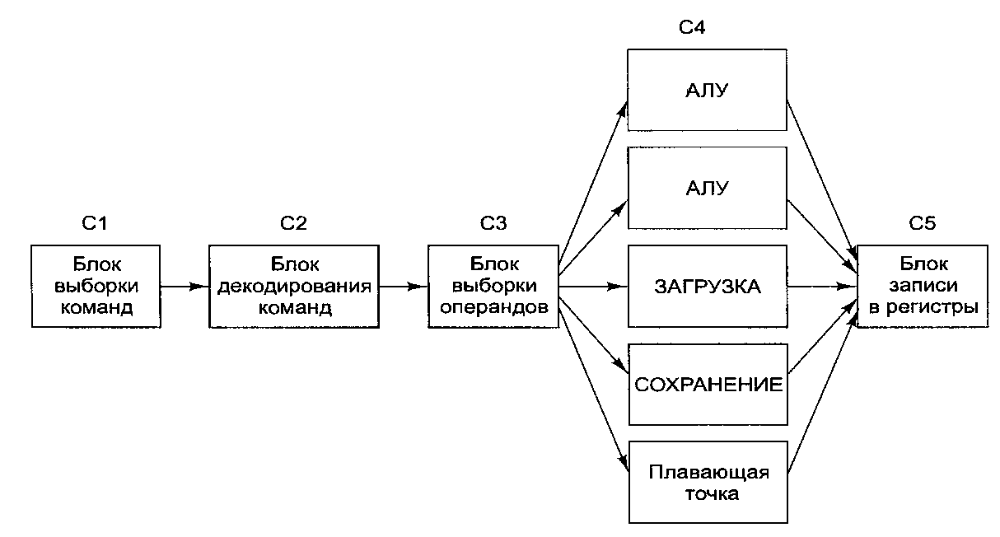 С4
АЛУ
АЛУ
С1
С2
С3
С5
Блок
выборки
команд
Блок
декодирования
команд
Блок
выборки
операндов
ЗАГРУЗКА
Блок
записи
в регистры
СОХРАНЕНИЕ
Плавающая
точка